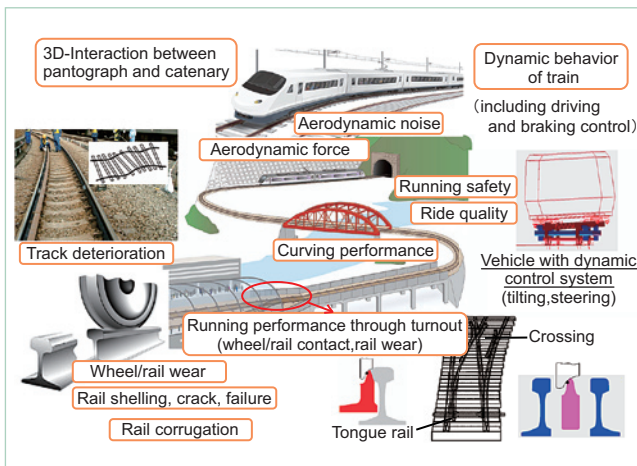 3D-Interaction between
pantograph and catenary
Dynamic behavior
of train
(including driving
and braking control)
Aerodynamic noise
Aerodynamic force
Running safety
Ride quality
Track deterioration
Curving performance
Vehicle with dynamic
control system
(tilting,steering)
Running performance through turnout
(wheel/rail contact,rail wear)
Crossing
Wheel/rail wear
Rail shelling, crack, failure
Rail corrugation
Tongue rail